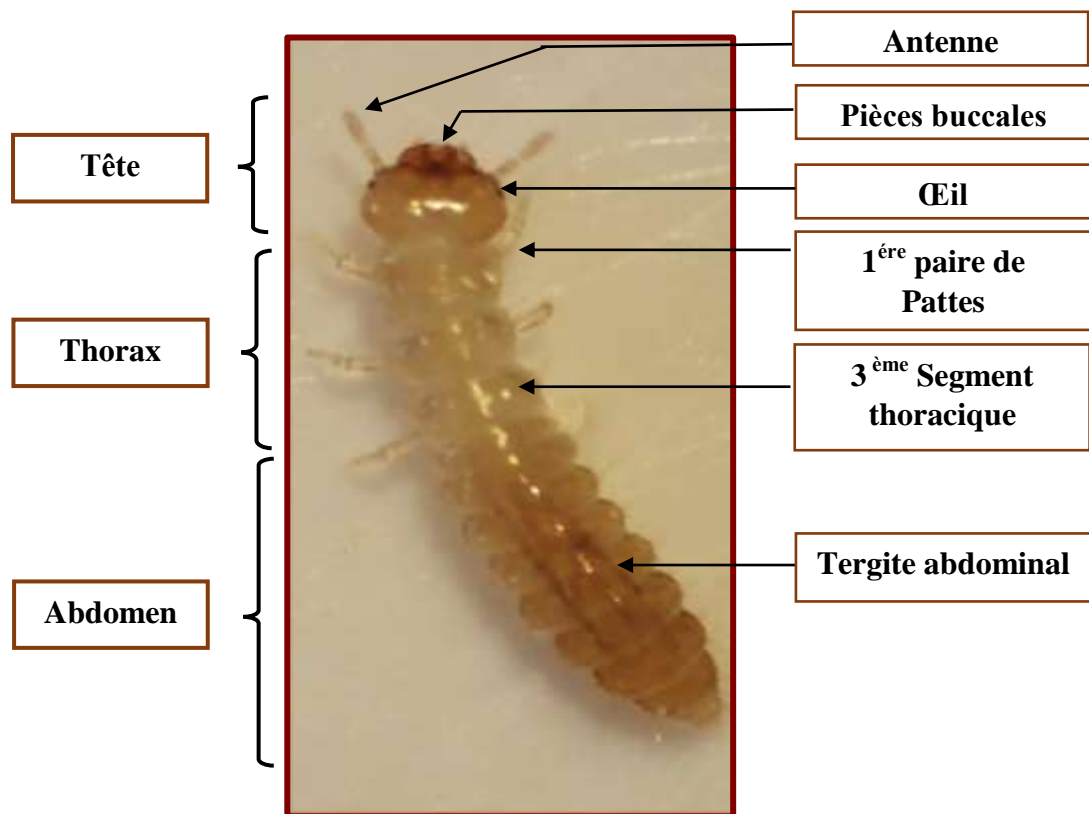 Antenne
Pièces buccales
Tête
Œil
1ére paire de
Pattes
Thorax
3 ème Segment
thoracique
Tergite abdominal
Abdomen